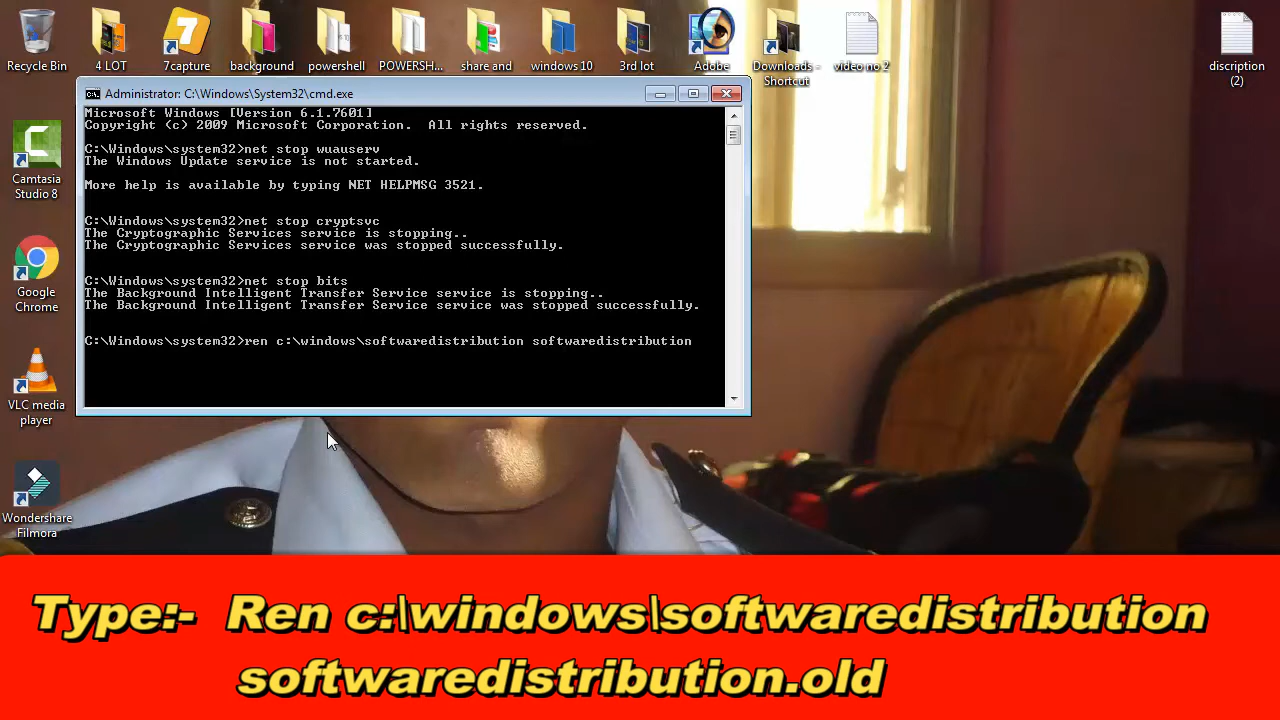 Recycle Bin
4 LOT
7capture
background
powershell
POWERSH...
share and
windows 10
3rd lot
Adobe
Downloads - Shortcut
video no 2
discription (2)
Administrator: C:\Windows\System32\cmd.exe
Microsoft Windows [Version 6.1.7601]
Copyright (c) 2009 Microsoft Corporation.  All rights reserved.
C:\Windows\system32>net stop wuauserv
The Windows Update service is not started.
More help is available by typing NET HELPMSG 3521.
C:\Windows\system32>net stop cryptsvc
The Cryptographic Services service is stopping..
The Cryptographic Services service was stopped successfully.
C:\Windows\system32>net stop bits
The Background Intelligent Transfer Service service is stopping..
The Background Intelligent Transfer Service service was stopped successfully.
C:\Windows\system32>ren c:\windows\softwaredistribution softwaredistribution
Camtasia
Studio 8
Google
Chrome
VLC media
player
Wondershare
Filmora
Type:-  Ren c:\windows\softwaredistribution
softwaredistribution.old